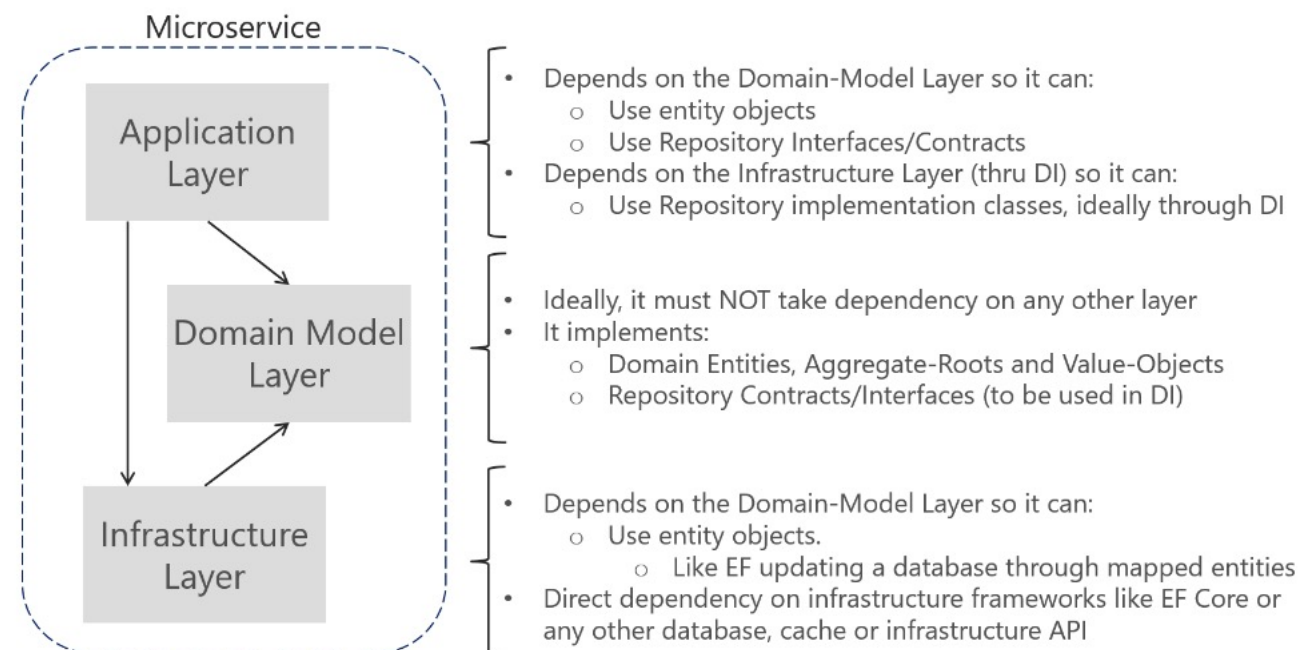 Microservice
Application
Layer
Domain Model
Layer
Infrastructure
Layer
• Depends on the Domain-Model Layer so it can:
o Use entity objects
o Use Repository Interfaces/Contracts
• Depends on the Infrastructure Layer (thru DI) so it can:
o Use Repository implementation classes, ideally through DI
• Ideally, it must NOT take dependency on any other layer
• It implements:
o Domain Entities, Aggregate-Roots and Value-Objects
o Repository Contracts/Interfaces (to be used in DI)
• Depends on the Domain-Model Layer so it can:
o Use entity objects.
o Like EF updating a database through mapped entities
• Direct dependency on infrastructure frameworks like EF Core or
any other database, cache or infrastructure API